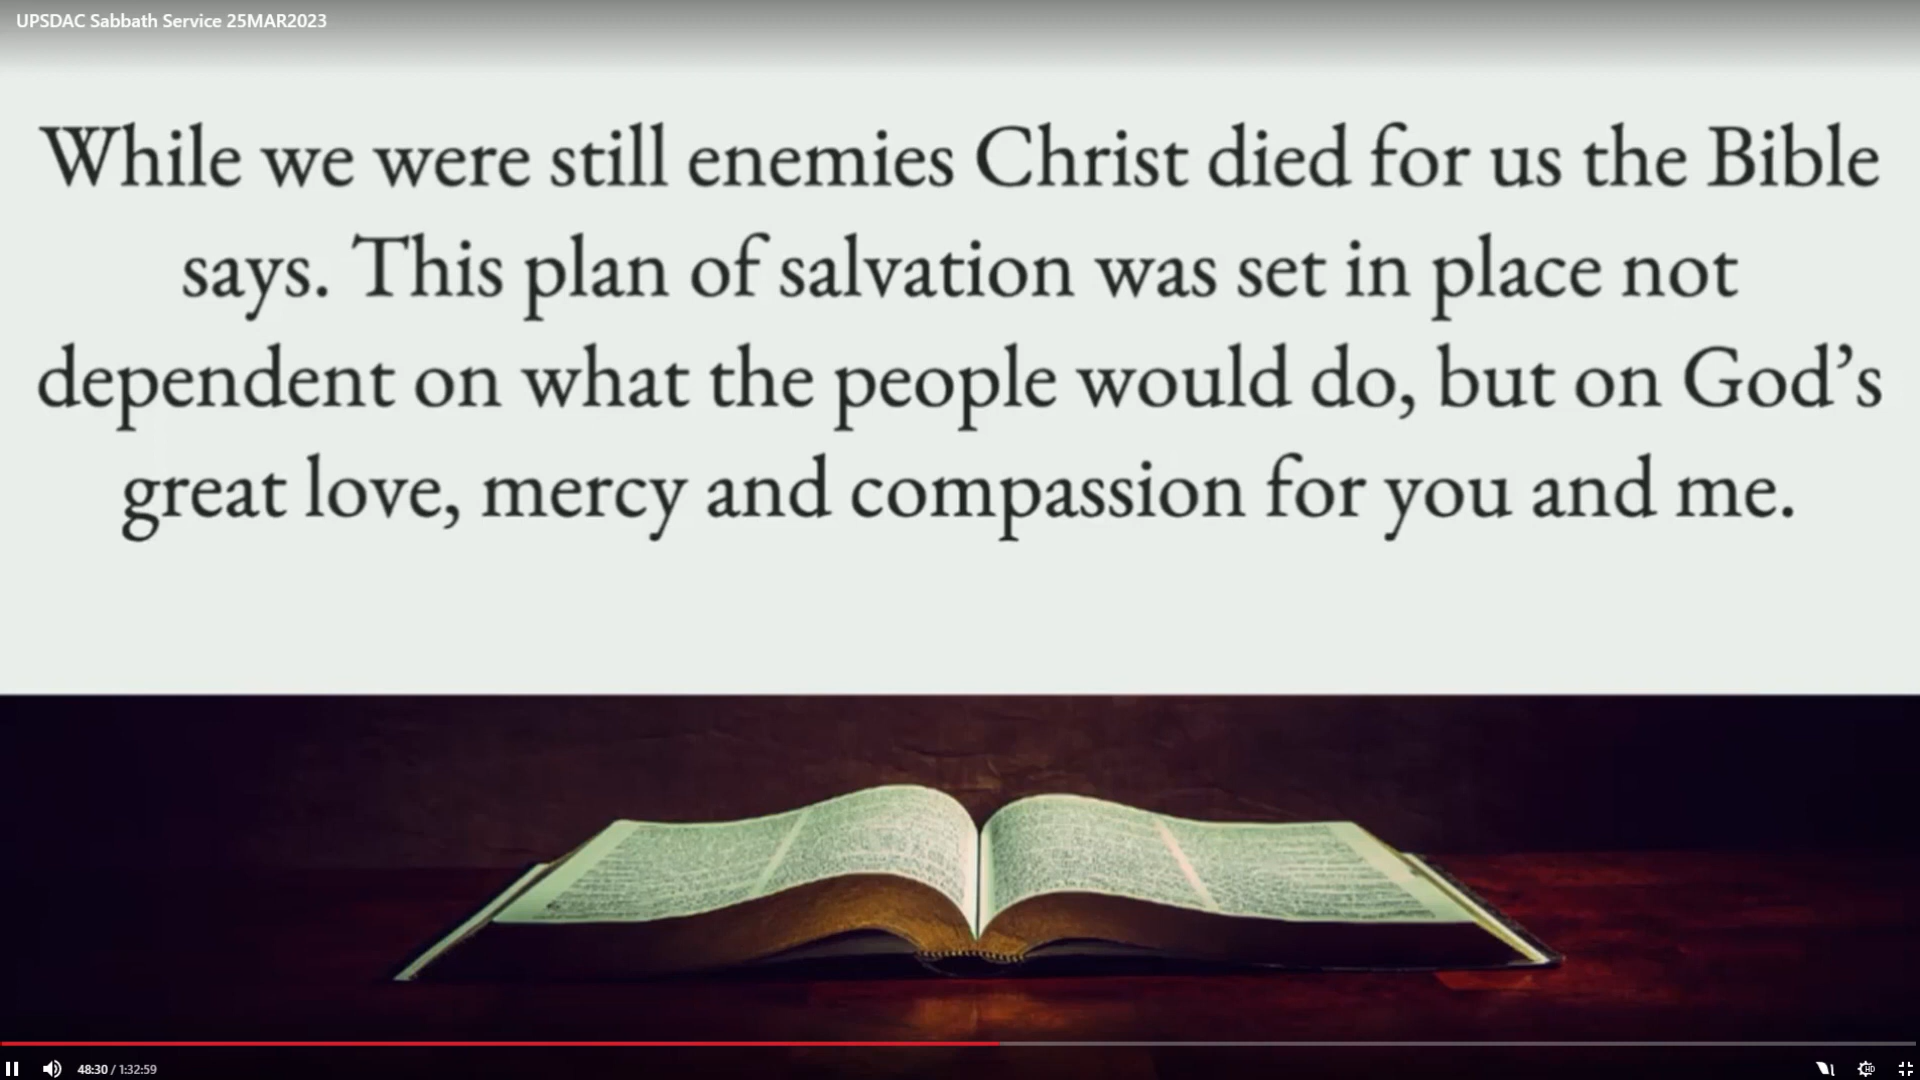 UPSDAC Sabbath Service 25MAR2023
While we were still enemies Christ died for us the Bible
says. This plan of salvation was set in place not
dependent on what the people would do, but on God’s
great love, mercy and compassion for you and me.
48:30 / 1:32:59
HD